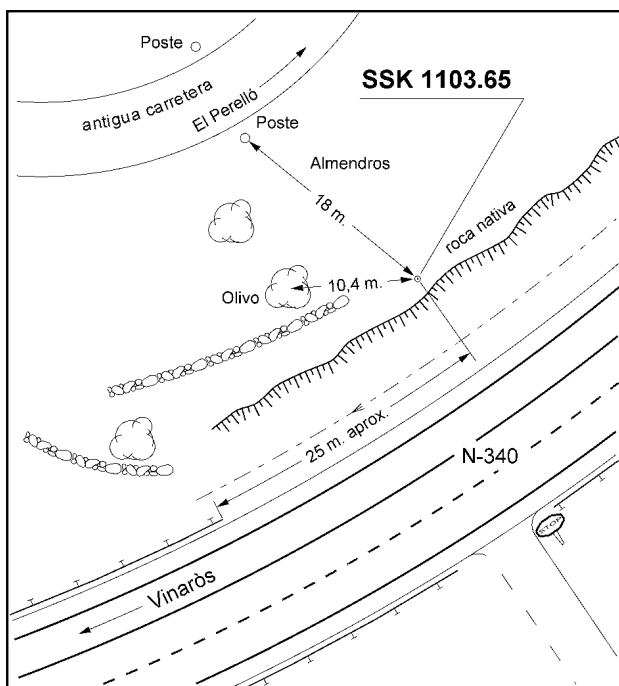 Poste
SSK 1103.65
antigua carretera
El Perelló
Poste
Almendros
18 m.
roca nativa
Olivo
10,4 m.
25 m. aprox.
N-340
STOP
Vinaròs